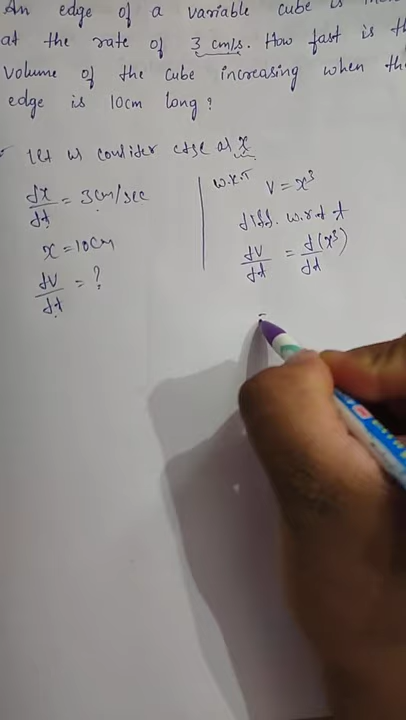 An edge of a variable cube is
at the rate of 3 cm/s. How fast is
volume of the cube increasing when
edge is 10cm long?
Let us consider edge as x
dx/dt = 3cm/sec
x = 10cm
dV/dt = ?
w.k.T V = x³
diff. w.r.t t
dV/dt = d(x³)/dt
=